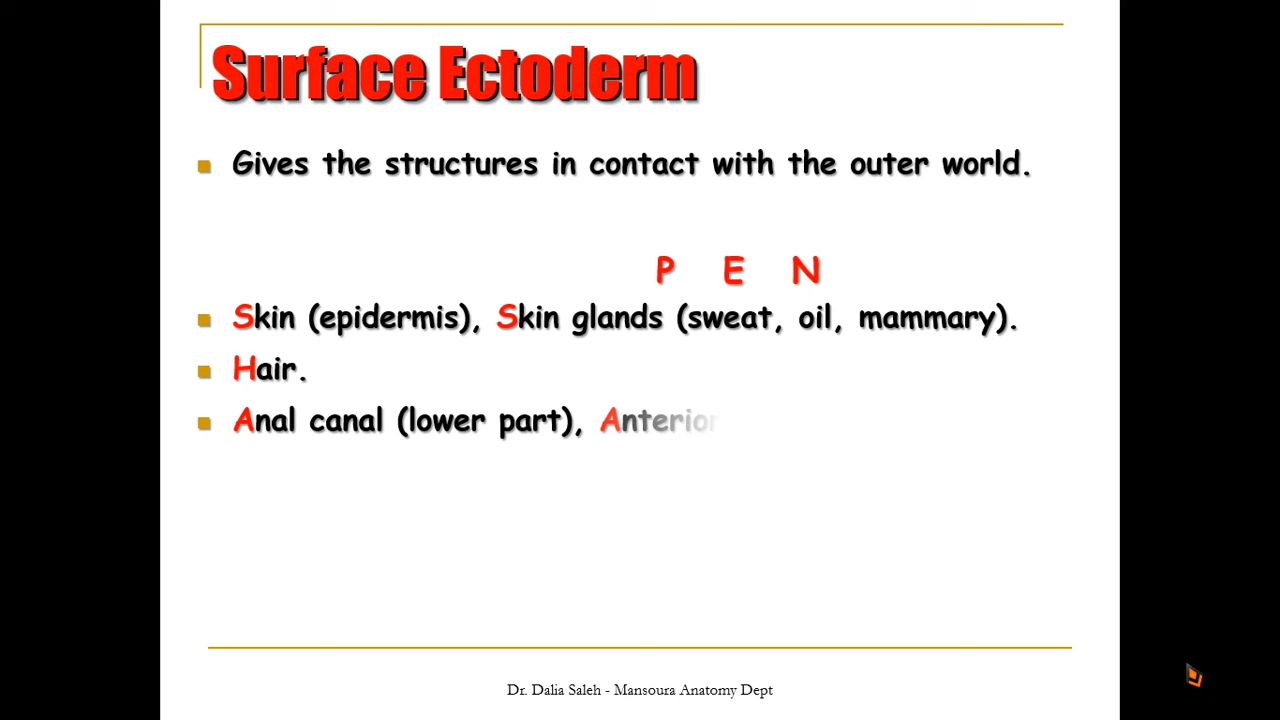 Surface Ectoderm
Gives the structures in contact with the outer world.
P E N
Skin (epidermis), Skin glands (sweat, oil, mammary).
Hair.
Anal canal (lower part), Anterior
Dr. Dalia Saleh - Mansoura Anatomy Dept